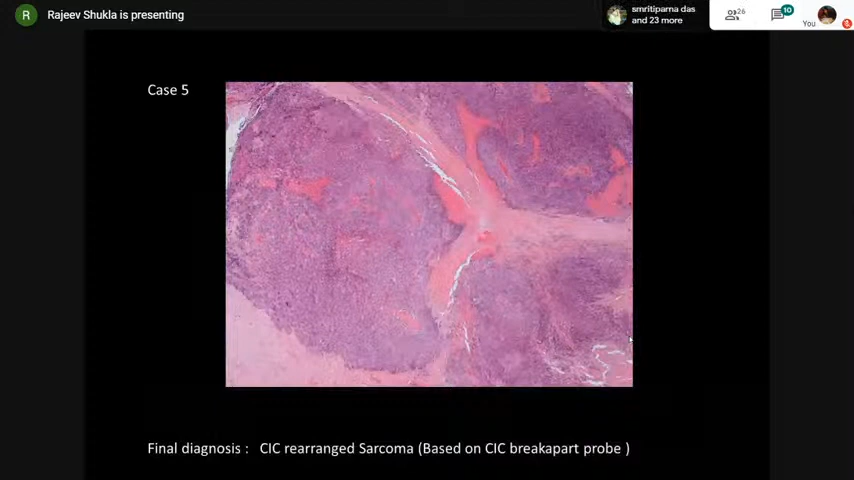 R
Rajeev Shukla is presenting
smritiparna das
and 23 more
26
10
You
Case 5
Final diagnosis : CIC rearranged Sarcoma (Based on CIC breakapart probe )